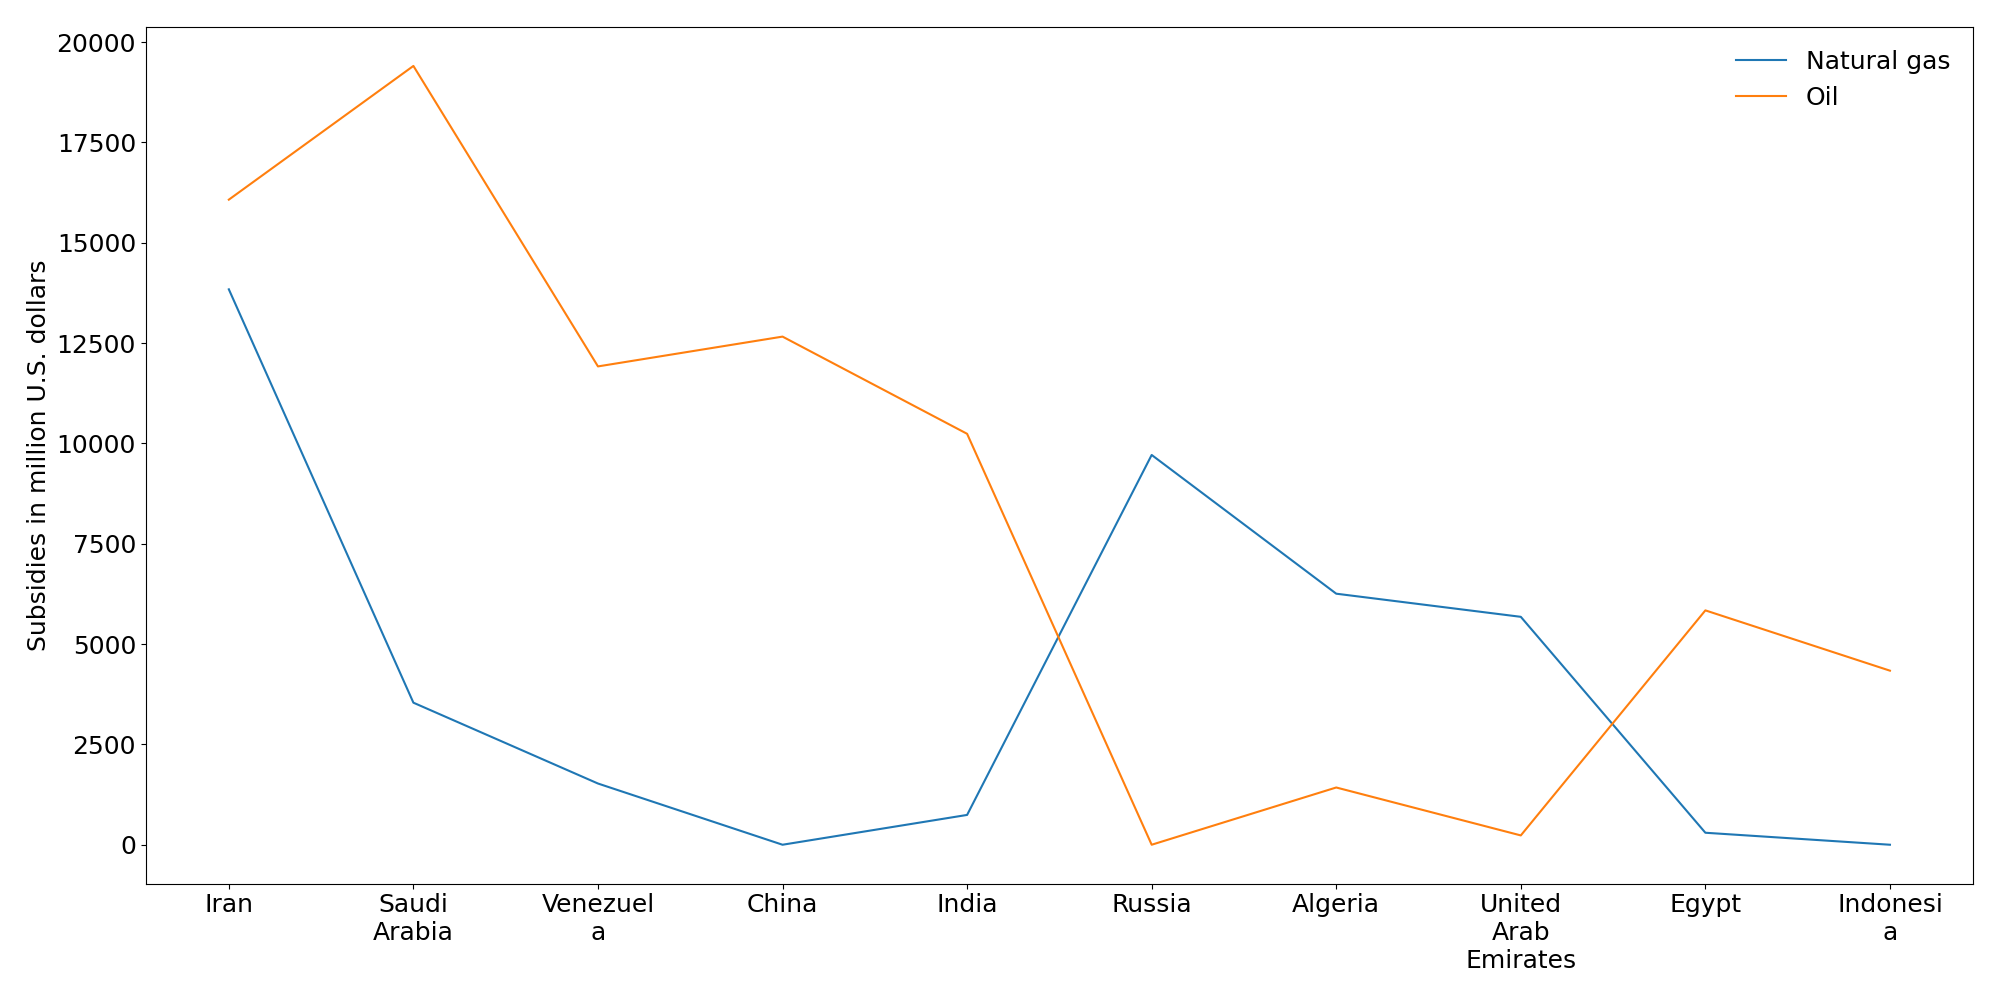 20000
17500
15000
12500
10000
7500
5000
2500
0
Subsidies in million U.S. dollars
Natural gas
Oil
Iran
Saudi
Arabia
Venezuel
a
China
India
Russia
Algeria
United
Arab
Emirates
Egypt
Indonesi
a